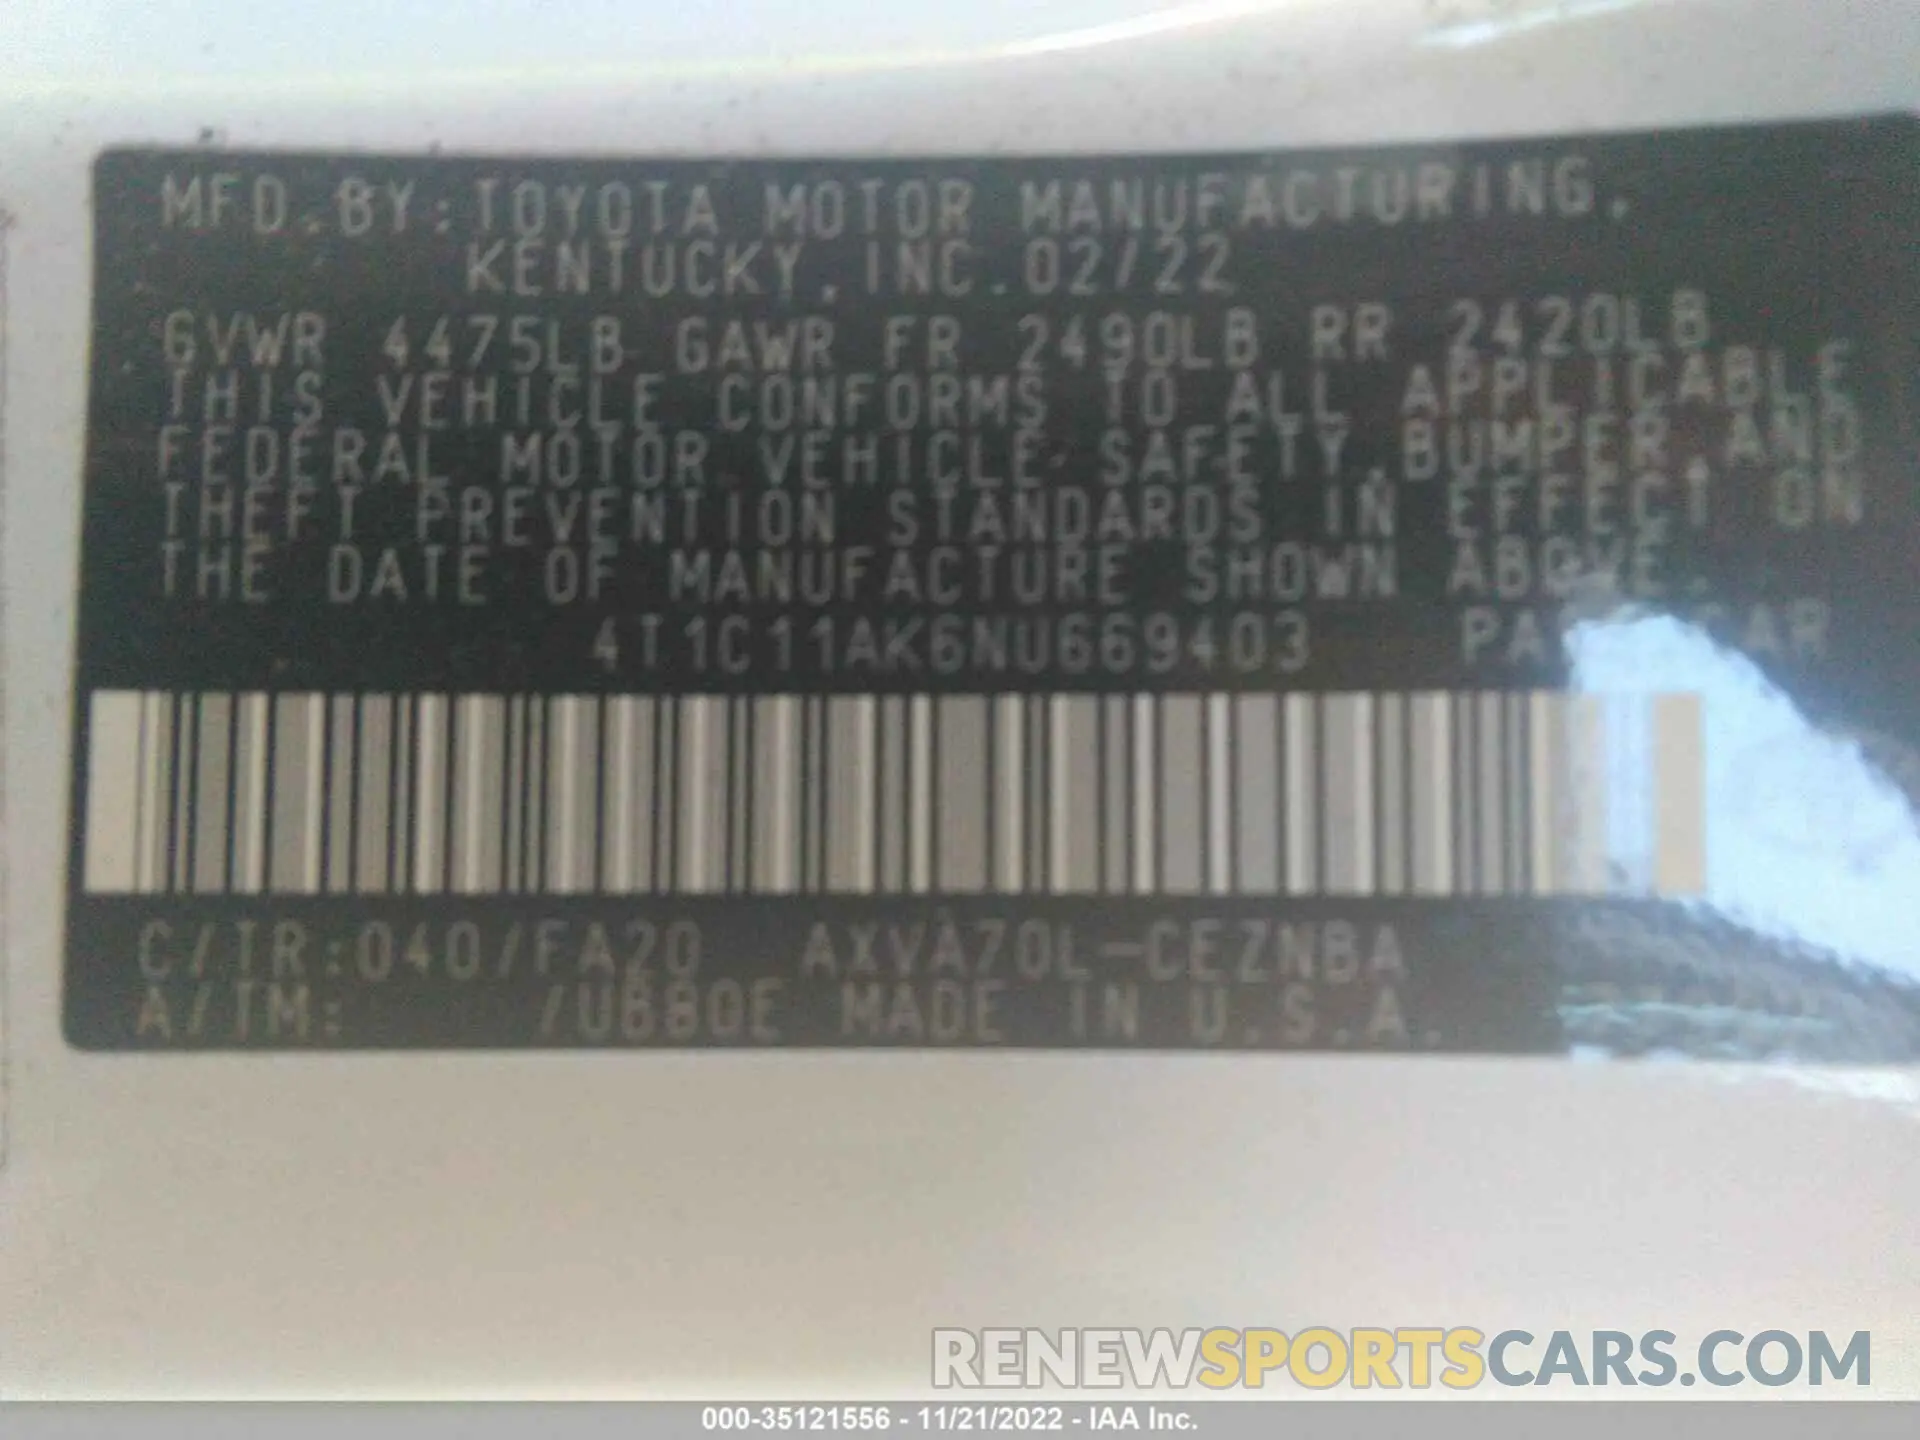 MFD.BY:TOYOTA MOTOR MANUFACTURING,
KENTUCKY, INC.02/22
GVWR 4475LB GAWR FR 2490LB RR 2420LB
THIS VEHICLE CONFORMS TO ALL APPLICABLE
FEDERAL MOTOR VEHICLE SAFETY,BUMPER,AND
THEFT PREVENTION STANDARDS IN EFFECT ON
THE DATE OF MANUFACTURE SHOWN ABOVE.
4T1C11AK6NU669403
C/TR:040/FA20 AXVA70L-CEZNBA
A/TM: /UB80E MADE IN U.S.A.
RENEWSPORTSCARS.COM
000-35121556 - 11/21/2022 - IAA Inc.